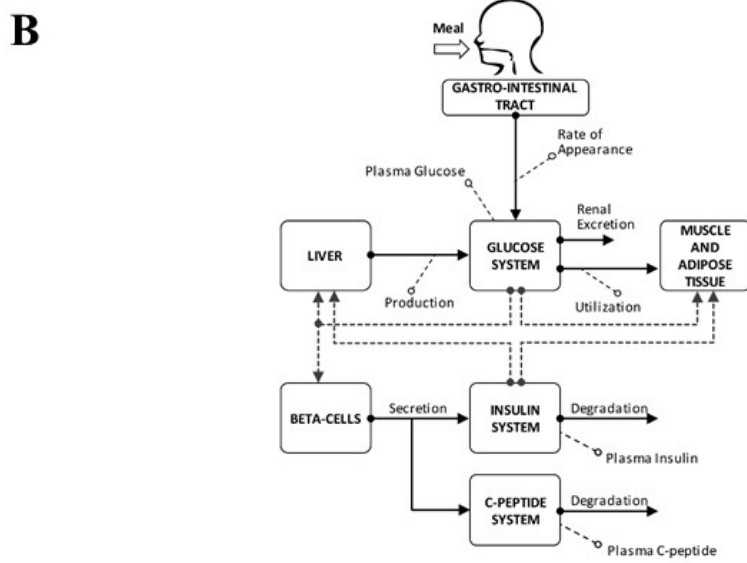 B
Meal
GASTRO-INTESTINAL
TRACT
Rate of
Appearance
Plasma Glucose
Renal
Excretion
LIVER
GLUCOSE
SYSTEM
MUSCLE
AND
ADIPOSE
TISSUE
Production
Utilization
BETA-CELLS
Secretion
INSULIN
SYSTEM
Degradation
Plasma Insulin
C-PEPTIDE
SYSTEM
Degradation
Plasma C-peptide